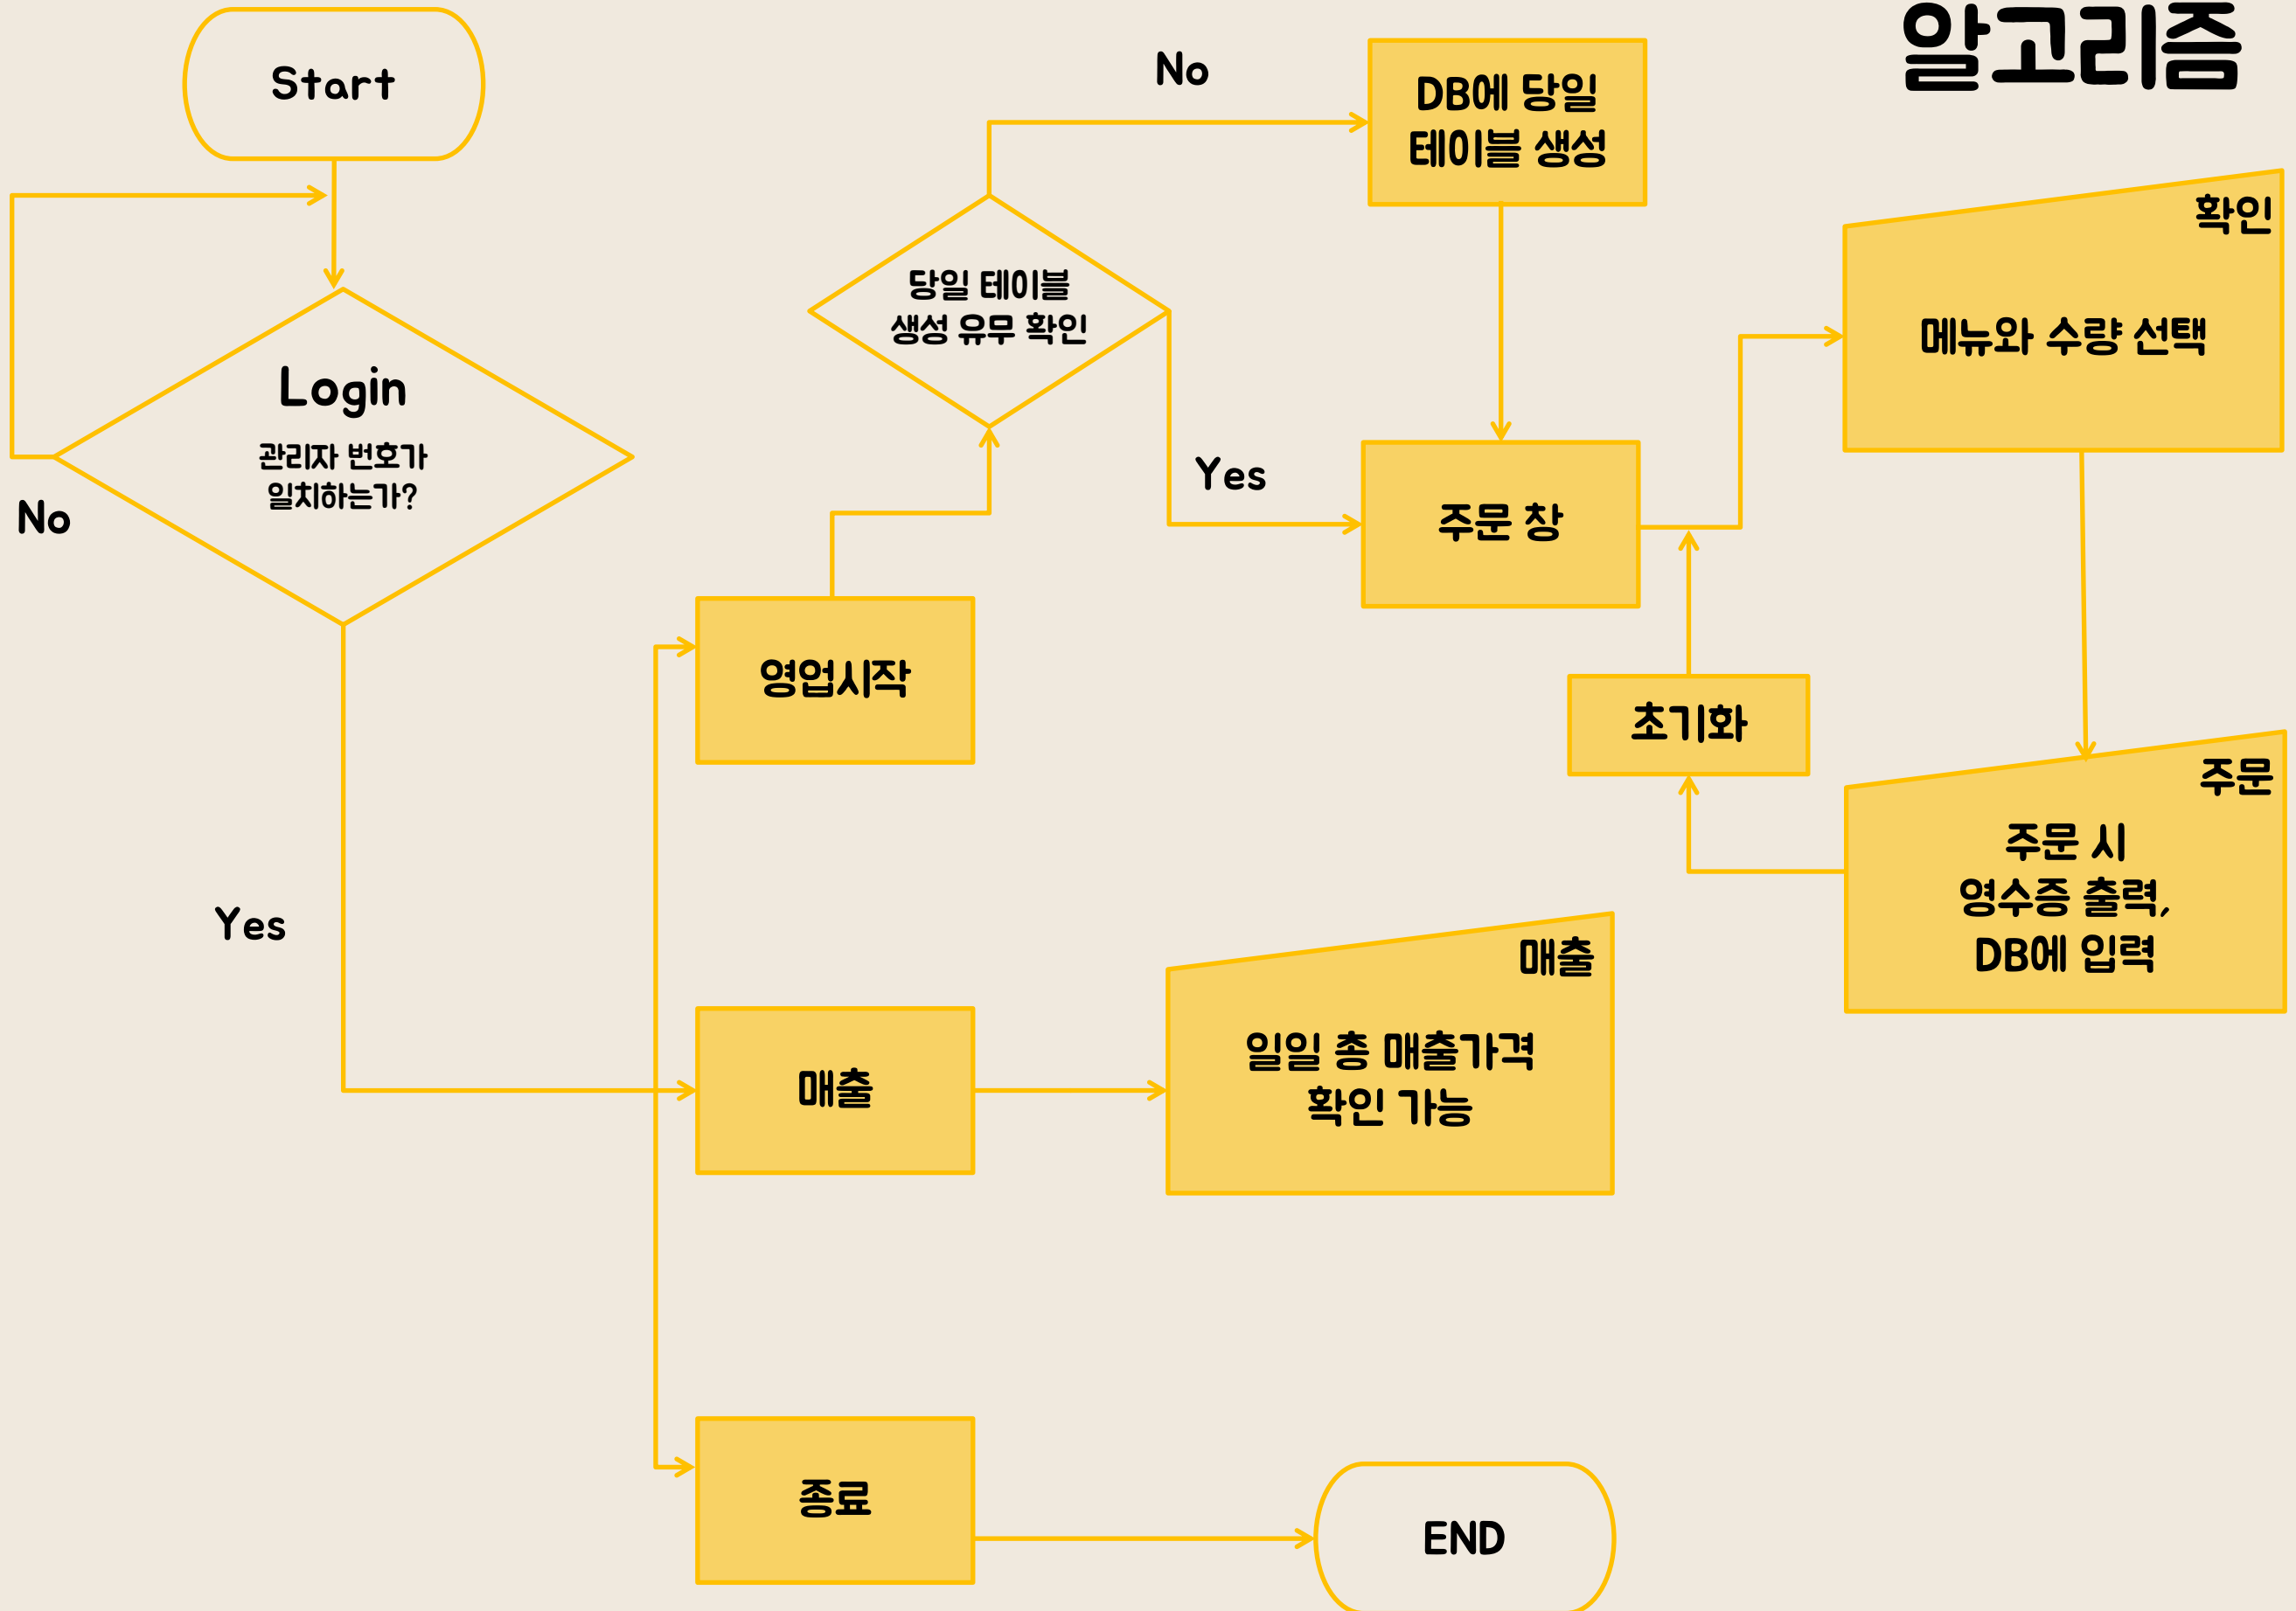 알고리즘
Start
No
DB에 당일
테이블 생성
확인
당일 테이블
생성 유무 확인
메뉴와 수량 선택
Login
관리자 번호가
일치하는가?
No
Yes
주문 창
영업시작
초기화
주문
주문 시
영수증 출력,
DB에 입력
Yes
매출
일일 총 매출가격
확인 가능
매출
종료
END